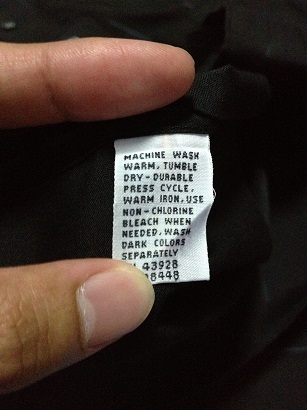 MACHINE WASH
WARM, TUMBLE
DRY-DURABLE
PRESS CYCLE,
WARM IRON, USE
NON-CHLORINE
BLEACH WHEN
NEEDED. WASH
DARK COLORS
SEPARATELY
43928
8448